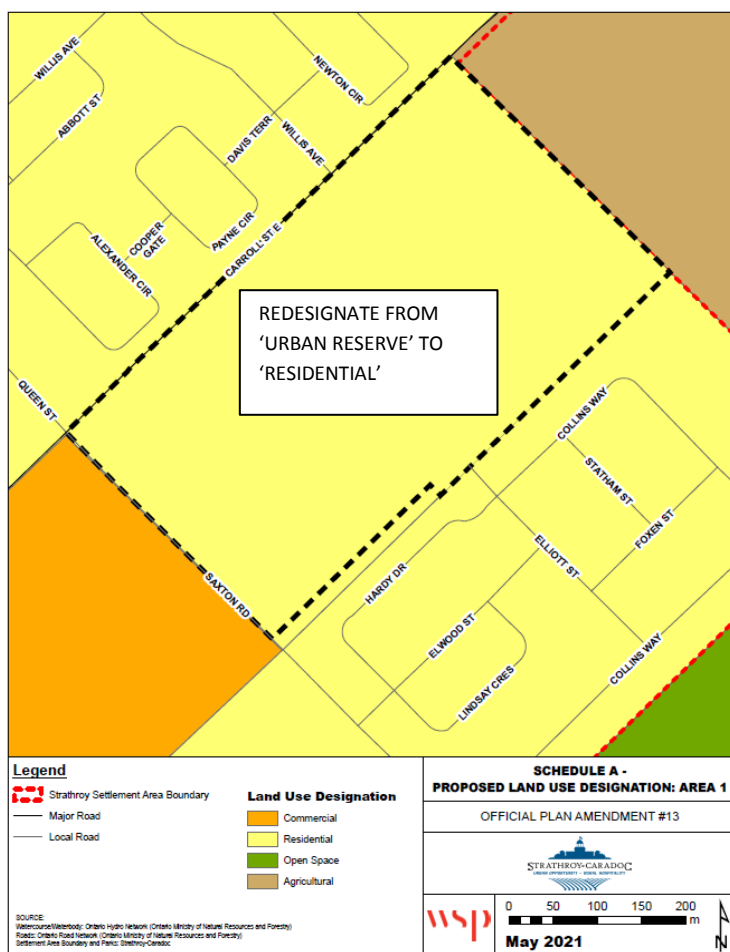 WILLIS AVE
ABBOTT ST
NEWTON CIR
DAVIS TERR
WILLIS AVE
COOPER
GATE
PAYNE CIR
CARROLL ST E
ALEXANDER CIR
REDESIGNATE FROM
‘URBAN RESERVE’ TO
‘RESIDENTIAL’
QUEEN ST
SAXTON RD
COLLINS WAY
STATHAM ST
FOXEN ST
ELLIOTT ST
HARDY DR
ELWOOD ST
LINDSAY CRES
COLLINS WAY
Legend
Strathroy Settlement Area Boundary
Major Road
Local Road
Land Use Designation
Commercial
Residential
Open Space
Agricultural
SOURCE:
Watercourse/Waterbody: Ontario Hydro Network (Ontario Ministry of Natural Resources and Forestry)
Roads: Ontario Road Network (Ontario Ministry of Natural Resources and Forestry)
Settlement Area Boundary and Parks: Strathroy-Caradoc
SCHEDULE A -
PROPOSED LAND USE DESIGNATION: AREA 1
OFFICIAL PLAN AMENDMENT #13
STRATHROY-CARADOC
URBAN OPPORTUNITY - RURAL HOSPITALITY
wsp
0 50 100 150 200
m
May 2021
N